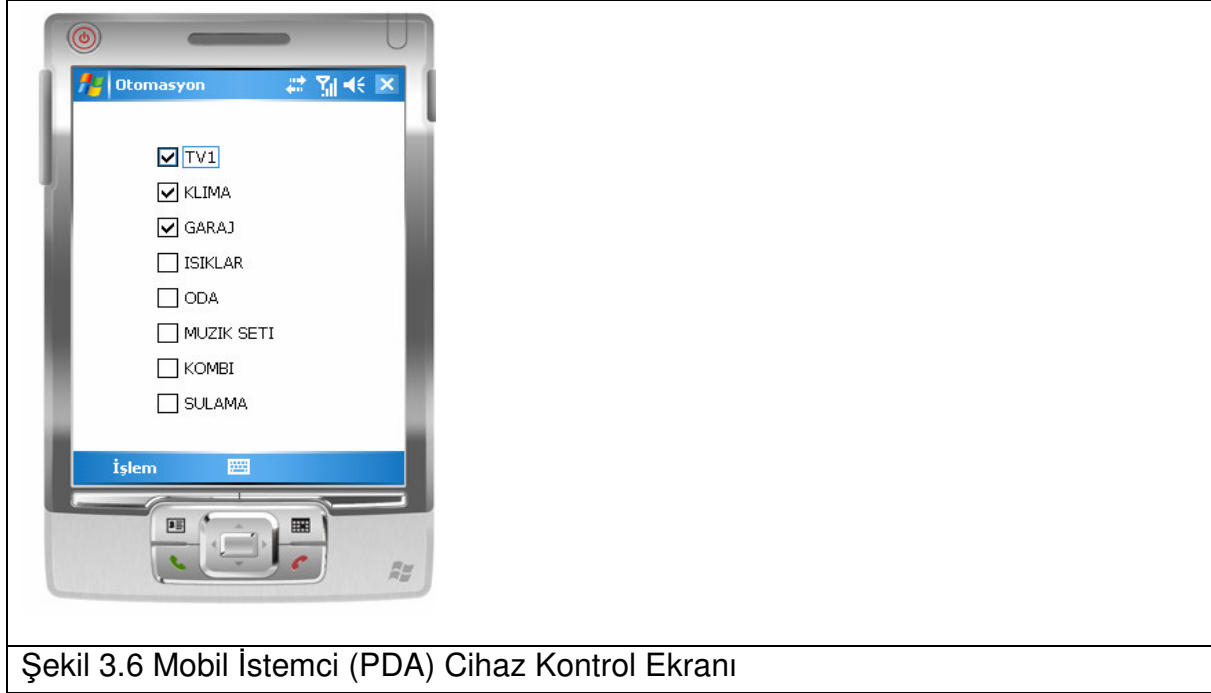 Otomasyon
TV1
KLIMA
GARAJ
ISIKLAR
ODA
MUZIK SETI
KOMBI
SULAMA
İşlem
Şekil 3.6 Mobil İstemci (PDA) Cihaz Kontrol Ekranı